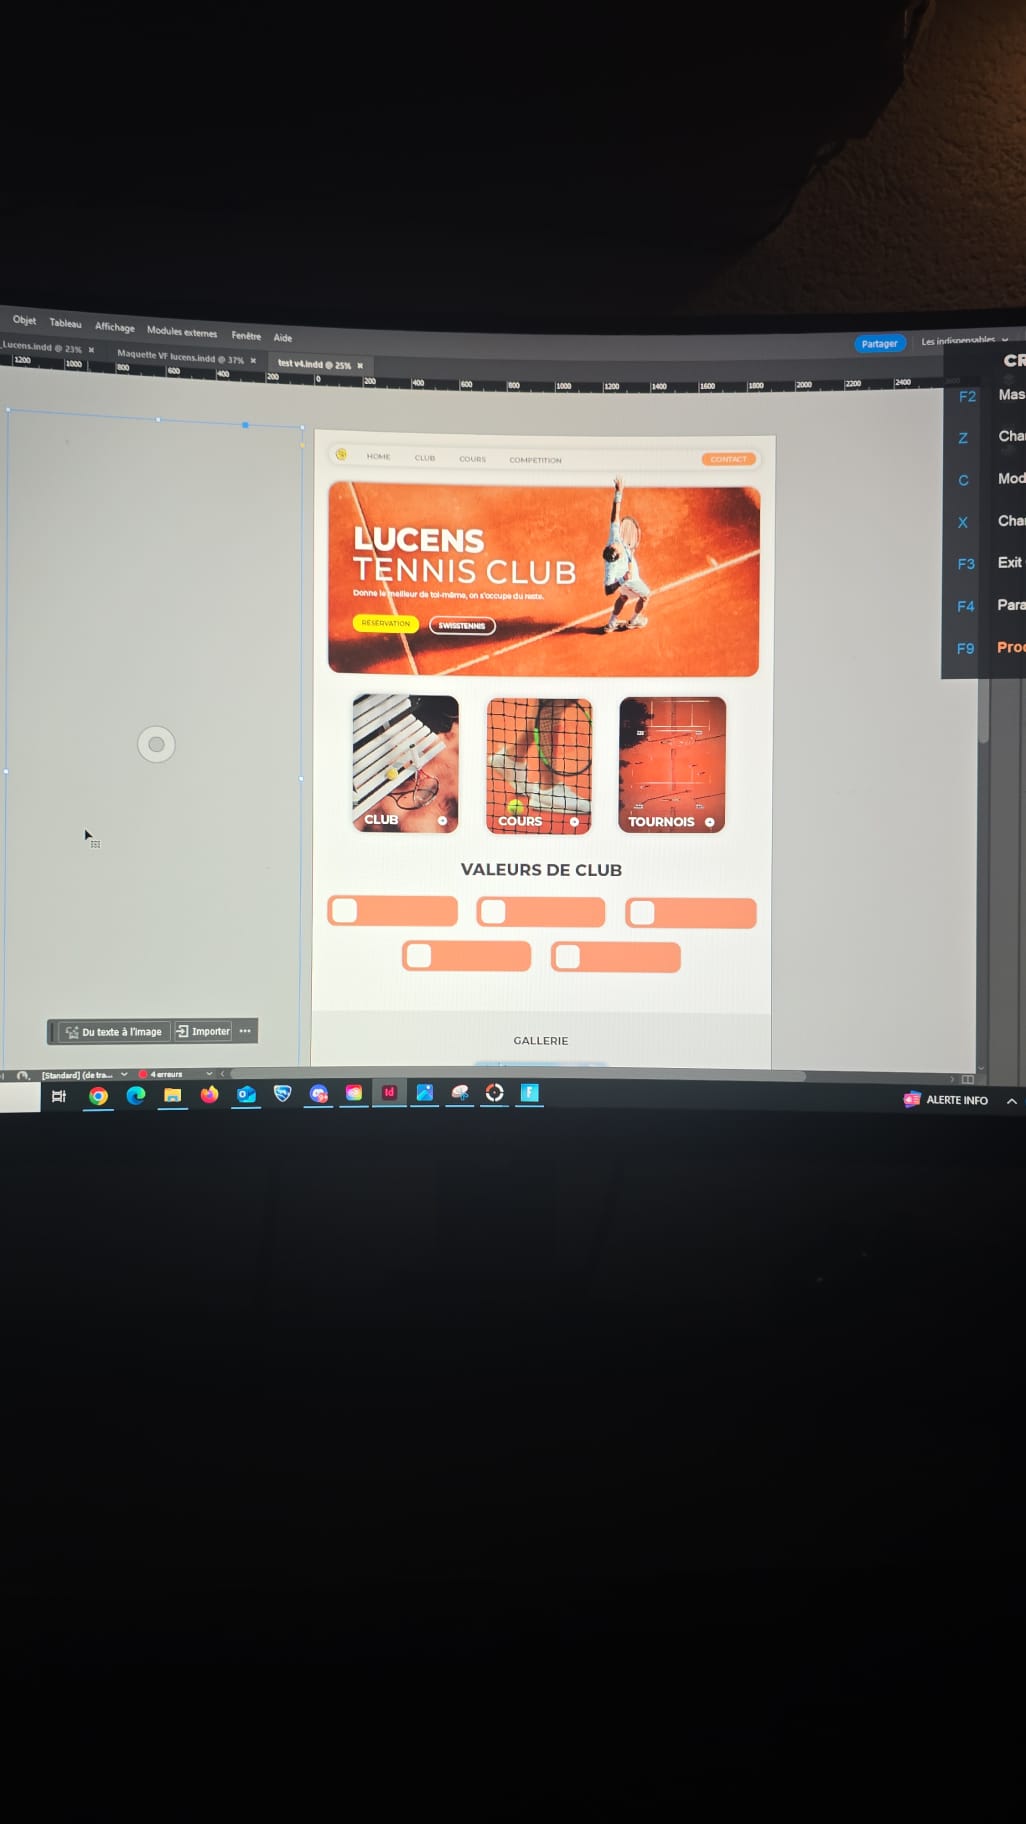 Objet Tableau Affichage Modules externes Fenêtre Aide
Partager Les indispensables
_Lucens.indd @ 23% × Maquette VF lucens.indd @ 37% × test v4.indd @ 25% ×
1200 1000 800 600 400 200 0 200 400 600 800 1000 1200 1400 1600 1800 2000 2200 2400
CR
F2 Mas
Z Cha
C Mod
X Cha
F3 Exit
F4 Para
F9 Proc
HOME CLUB COURS COMPETITION CONTACT
LUCENS
TENNIS CLUB
Donne le meilleur de toi-même, on s'occupe du reste.
RÉSERVATION SWISSTENNIS
CLUB COURS TOURNOIS
VALEURS DE CLUB
GALLERIE
Du texte à l'image Importer
[Standard] (de tra... 4 erreurs
Id F
ALERTE INFO